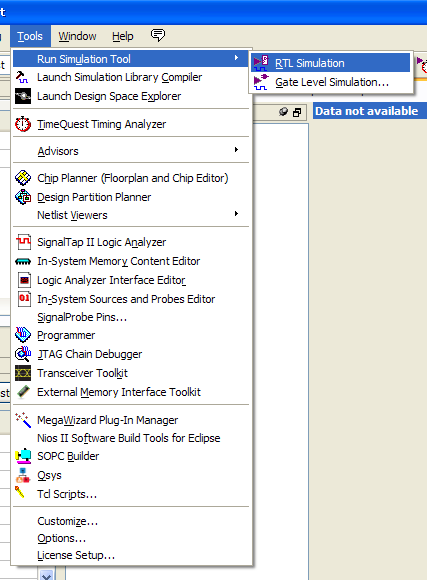 st
Tools Window Help
Run Simulation Tool
RTL Simulation
Launch Simulation Library Compiler
Gate Level Simulation...
Launch Design Space Explorer
Data not available
TimeQuest Timing Analyzer
Advisors
Chip Planner (Floorplan and Chip Editor)
Design Partition Planner
Netlist Viewers
SignalTap II Logic Analyzer
In-System Memory Content Editor
Logic Analyzer Interface Editor
In-System Sources and Probes Editor
SignalProbe Pins...
Programmer
JTAG Chain Debugger
Transceiver Toolkit
External Memory Interface Toolkit
st
MegaWizard Plug-In Manager
Nios II Software Build Tools for Eclipse
SOPC Builder
Qsys
Tcl Scripts...
Customize...
Options...
License Setup...